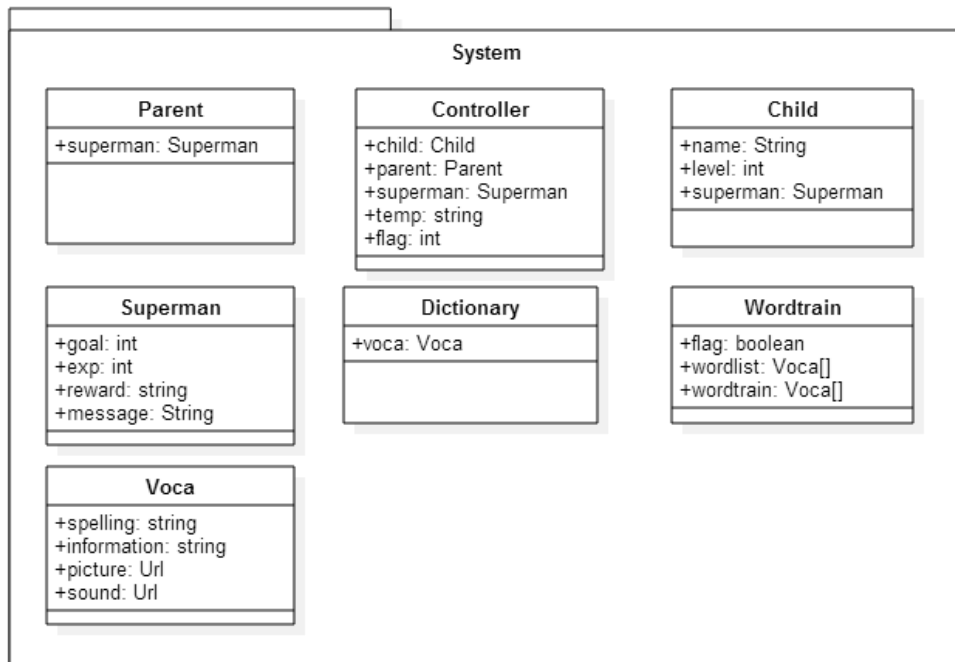 System
Parent
+superman: Superman
Controller
+child: Child
+parent: Parent
+superman: Superman
+temp: string
+flag: int
Child
+name: String
+level: int
+superman: Superman
Superman
+goal: int
+exp: int
+reward: string
+message: String
Dictionary
+voca: Voca
Wordtrain
+flag: boolean
+wordlist: Voca[]
+wordtrain: Voca[]
Voca
+spelling: string
+information: string
+picture: Url
+sound: Url